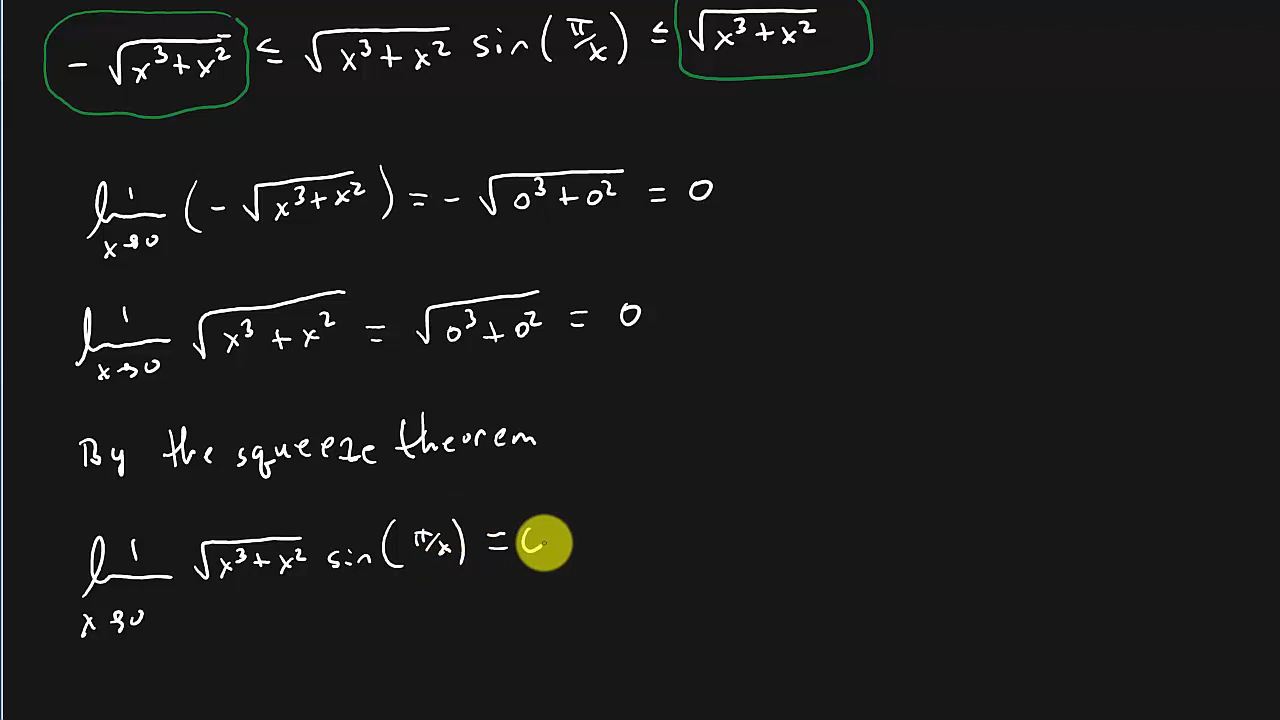 - √x³+x² ≤ √x³+x² sin(π/x) ≤ √x³+x²
lim x→0 (-√x³+x²) = - √0³+0² = 0
lim x→0 √x³+x² = √0³+0² = 0
By the squeeze theorem
lim x→0 √x³+x² sin(π/x) =